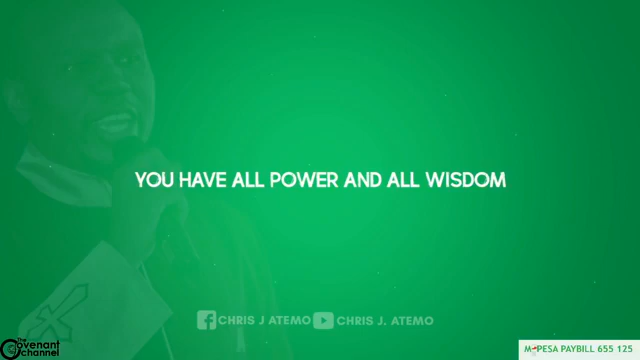 YOU HAVE ALL POWER AND ALL WISDOM
CHRIS J ATEMO CHRIS J. ATEMO
The
Covenant
Channel
M-PESA PAYBILL 655 125